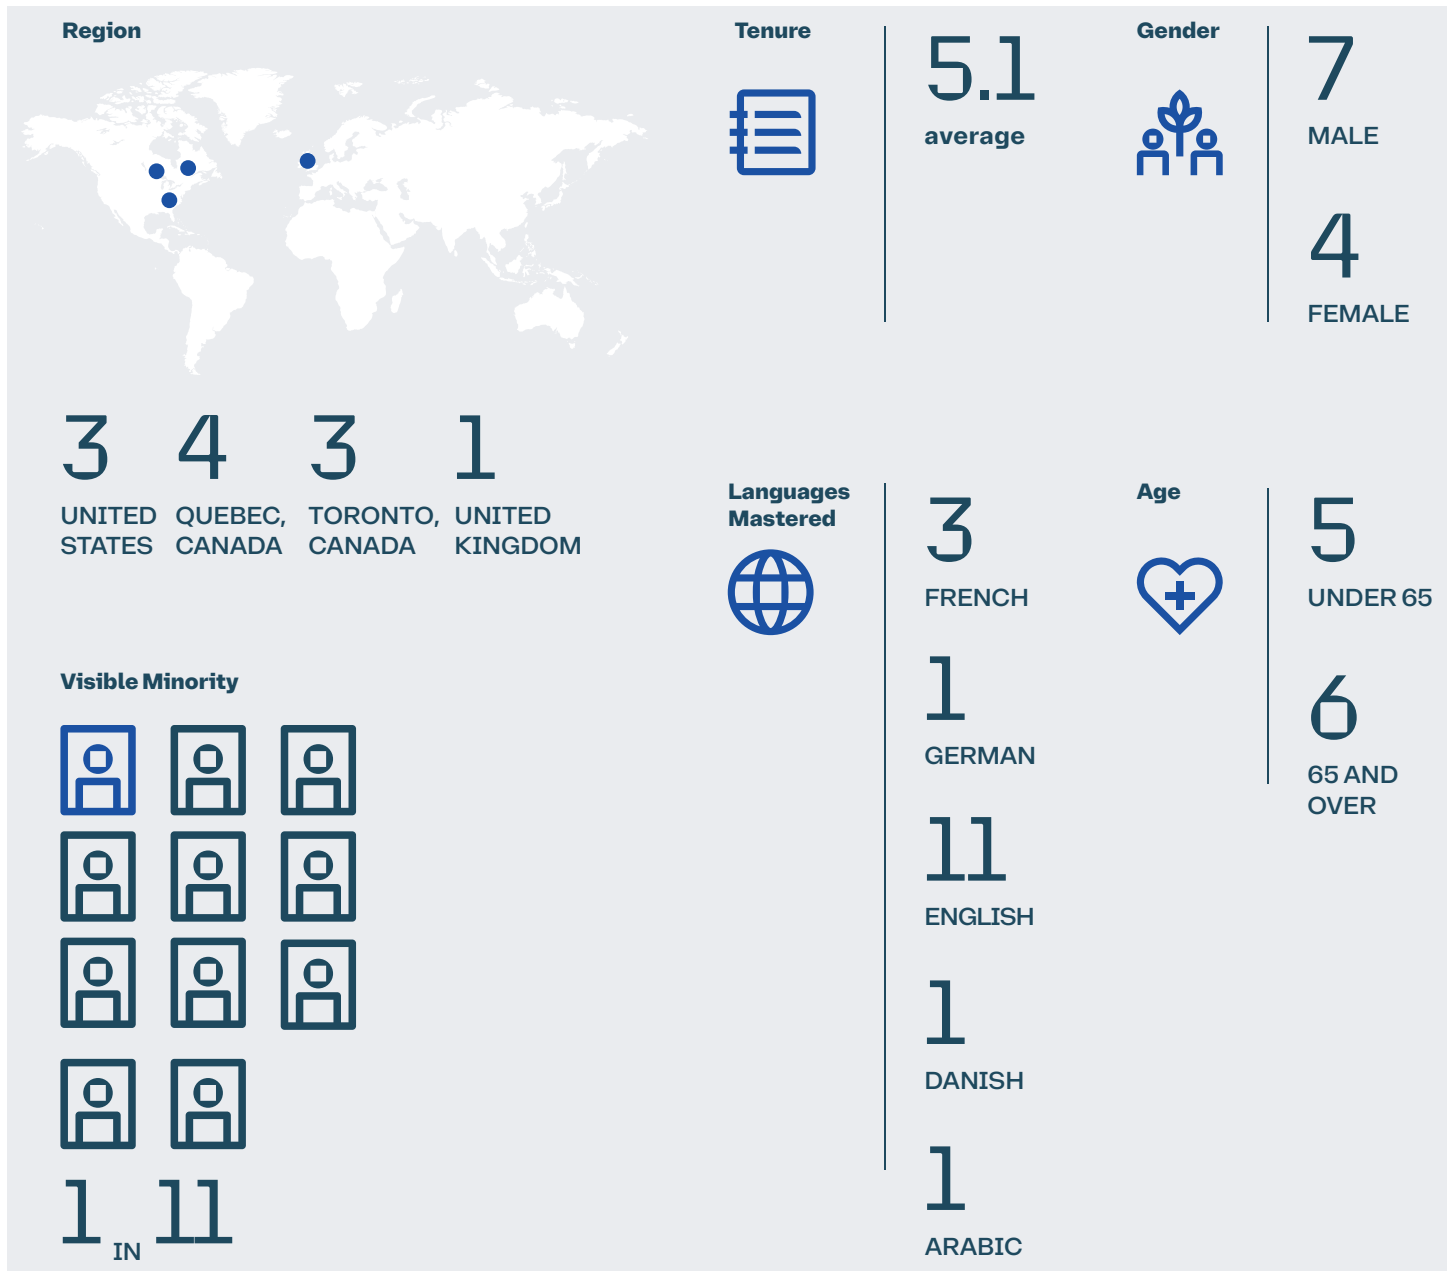 Region
3
UNITED
STATES
4
QUEBEC,
CANADA
3
TORONTO,
CANADA
1
UNITED
KINGDOM
Visible Minority
1 IN 11
Tenure
5.1
average
Gender
7
MALE
4
FEMALE
Languages
Mastered
3
FRENCH
1
GERMAN
11
ENGLISH
1
DANISH
1
ARABIC
Age
5
UNDER 65
6
65 AND
OVER